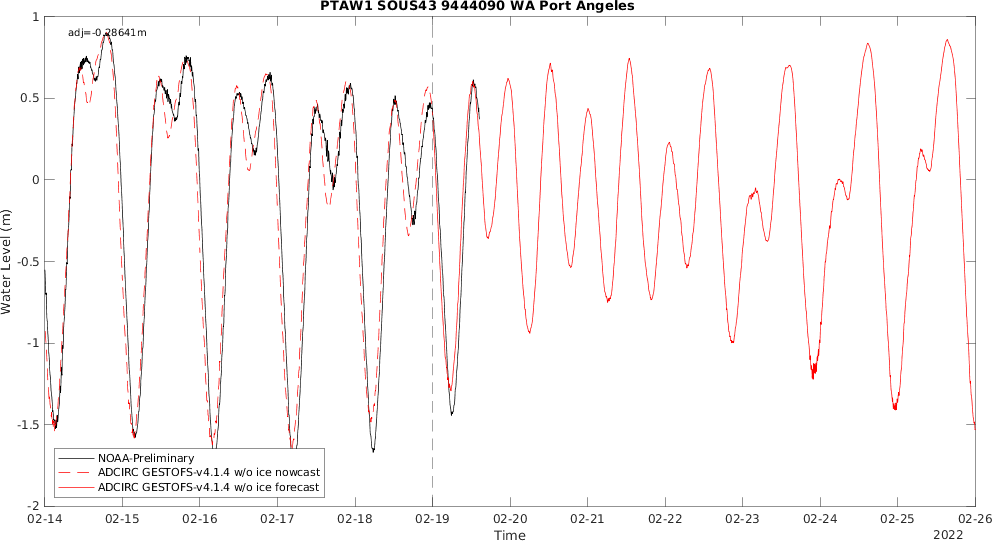 PTAW1 SOUS43 9444090 WA Port Angeles
adj=-0.28641m
1
0.5
0
-0.5
-1
-1.5
-2
Water Level (m)
NOAA-Preliminary
ADCIRC GESTOFS-v4.1.4 w/o ice nowcast
ADCIRC GESTOFS-v4.1.4 w/o ice forecast
02-14 02-15 02-16 02-17 02-18 02-19 02-20 02-21 02-22 02-23 02-24 02-25 02-26
Time
2022